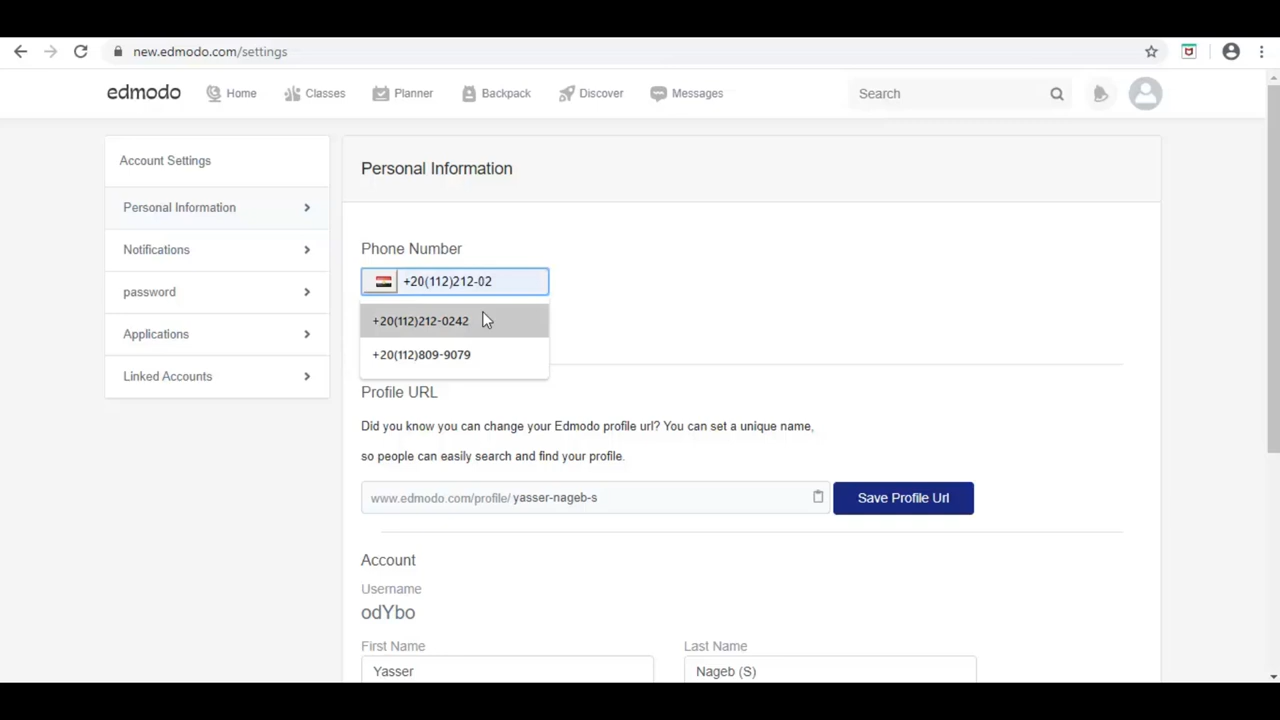 new.edmodo.com/settings
edmodo Home Classes Planner Backpack Discover Messages Search
Account Settings
Personal Information
Notifications
password
Applications
Linked Accounts
Personal Information
Phone Number
+20(112)212-02
+20(112)212-0242
+20(112)809-9079
Profile URL
Did you know you can change your Edmodo profile url? You can set a unique name,
so people can easily search and find your profile.
www.edmodo.com/profile/ yasser-nageb-s Save Profile Url
Account
Username
odYbo
First Name Last Name
Yasser Nageb (S)